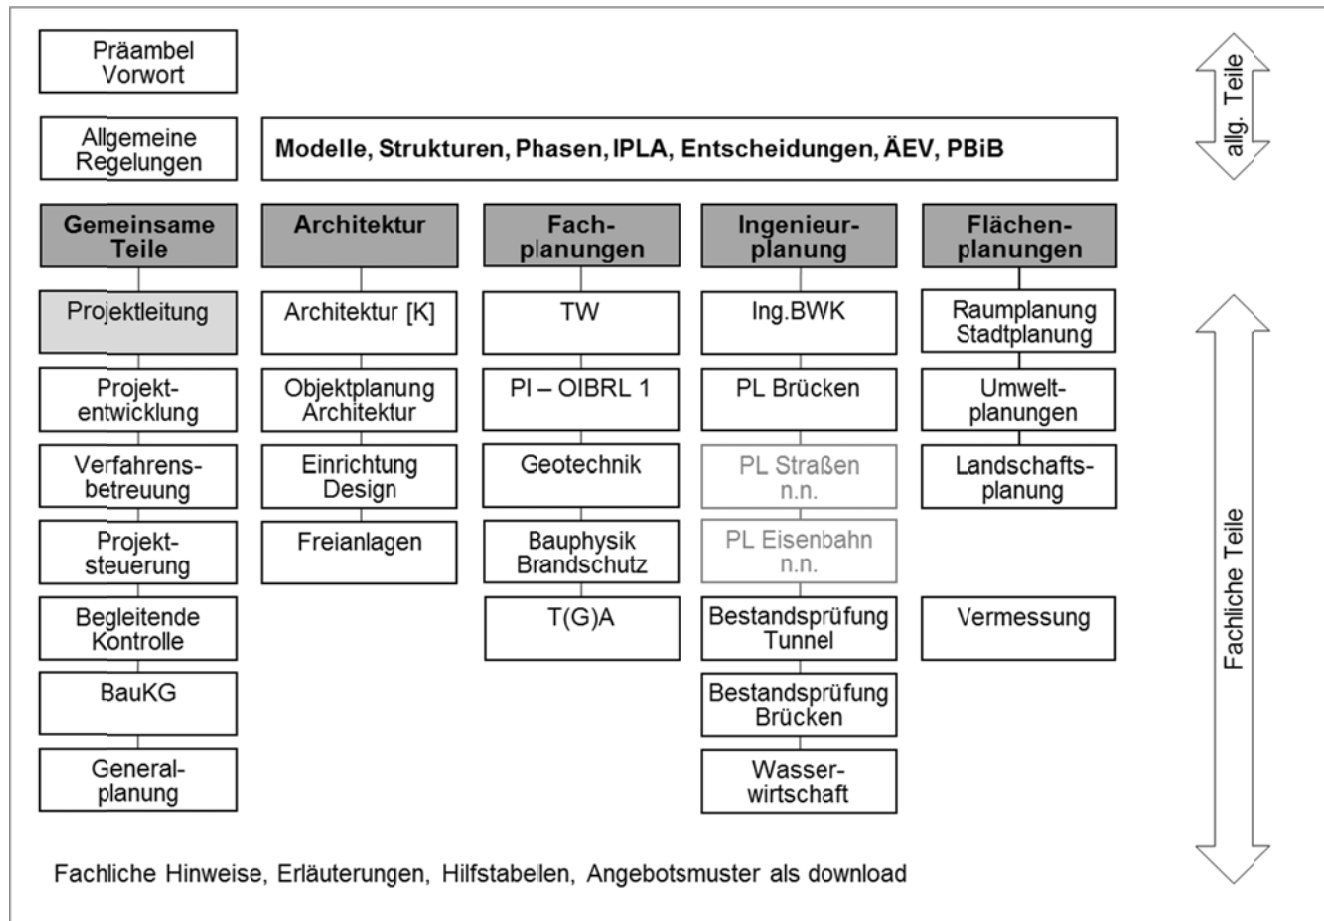 Präambel
Vorwort
allg. Teile
Allgemeine
Regelungen
Modelle, Strukturen, Phasen, IPLA, Entscheidungen, ÄEV, PBiB
Gemeinsame
Teile
Projektleitung
Projekt-
entwicklung
Verfahrens-
betreuung
Projekt-
steuerung
Begleitende
Kontrolle
BauKG
General-
planung
Architektur
Architektur [K]
Objektplanung
Architektur
Einrichtung
Design
Freianlagen
Fach-
planungen
TW
PI – OIBRL 1
Geotechnik
Bauphysik
Brandschutz
T(G)A
Ingenieur-
planung
Ing.BWK
PL Brücken
PL Straßen
n.n.
PL Eisenbahn
n.n.
Bestandsprüfung
Tunnel
Bestandsprüfung
Brücken
Wasser-
wirtschaft
Flächen-
planungen
Raumplanung
Stadtplanung
Umwelt-
planungen
Landschafts-
planung
Vermessung
Fachliche Teile
Fachliche Hinweise, Erläuterungen, Hilfstabelen, Angebotsmuster als download